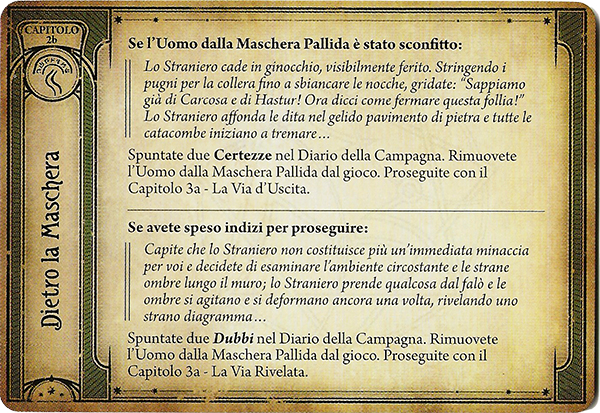 CAPITOLO
2b
Dietro la Maschera
Se l'Uomo dalla Maschera Pallida è stato sconfitto:
Lo Straniero cade in ginocchio, visibilmente ferito. Stringendo i
pugni per la collera fino a sbiancare le nocche, gridate: “Sappiamo
già di Carcosa e di Hastur! Ora dicci come fermare questa follia!”
Lo Straniero affonda le dita nel gelido pavimento di pietra e tutte le
catacombe iniziano a tremare…
Spuntate due Certezze nel Diario della Campagna. Rimuovete
l'Uomo dalla Maschera Pallida dal gioco. Proseguite con il
Capitolo 3a - La Via d'Uscita.
Se avete speso indizi per proseguire:
Capite che lo Straniero non costituisce più un'immediata minaccia
per voi e decidete di esaminare l'ambiente circostante e le strane
ombre lungo il muro; lo Straniero prende qualcosa dal falò e le
ombre si agitano e si deformano ancora una volta, rivelando uno
strano diagramma…
Spuntate due Dubbi nel Diario della Campagna. Rimuovete
l'Uomo dalla Maschera Pallida dal gioco. Proseguite con il
Capitolo 3a - La Via Rivelata.